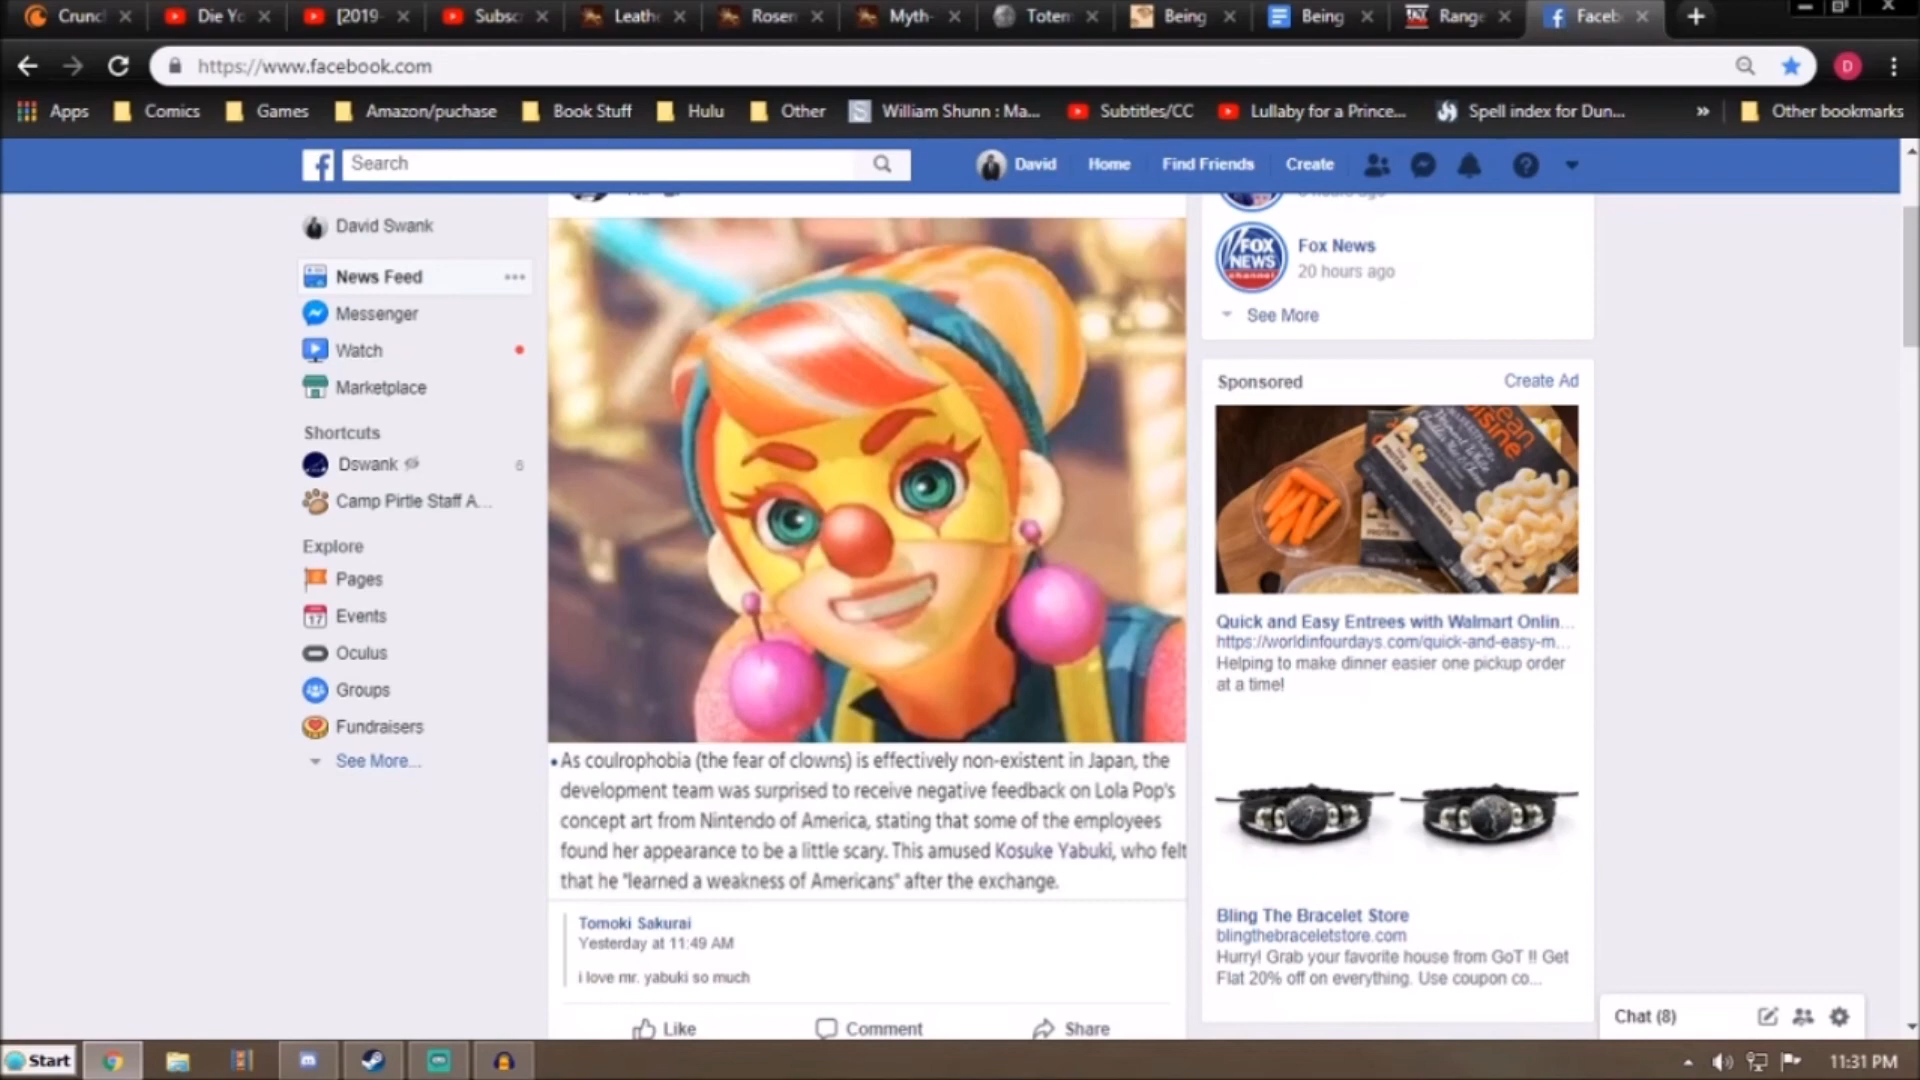 Crunc
Die Yo
[2019-
Subsc
Leath
Rosen
Myth-
Totem
Being
Being
Rang
Faceb
https://www.facebook.com
D
Apps
Comics
Games
Amazon/puchase
Book Stuff
Hulu
Other
William Shunn : Ma...
Subtitles/CC
Lullaby for a Prince...
Spell index for Dun...
»
Other bookmarks
Search
David
Home
Find Friends
Create
David Swank
News Feed
Messenger
Watch
Marketplace
Shortcuts
Dswank
6
Camp Pirtle Staff A...
Explore
Pages
17
Events
Oculus
Groups
Fundraisers
See More...
• As coulrophobia (the fear of clowns) is effectively non-existent in Japan, the
development team was surprised to receive negative feedback on Lola Pop's
concept art from Nintendo of America, stating that some of the employees
found her appearance to be a little scary. This amused Kosuke Yabuki, who felt
that he "learned a weakness of Americans" after the exchange.
Tomoki Sakurai
Yesterday at 11:49 AM
i love mr. yabuki so much
Like
Comment
Share
hours ago
FOX
NEWS
channel
Fox News
20 hours ago
See More
Sponsored
Create Ad
Quick and Easy Entrees with Walmart Onlin...
https://worldinfourdays.com/quick-and-easy-m...
Helping to make dinner easier one pickup order
at a time!
Bling The Bracelet Store
blingthebraceletstore.com
Hurry! Grab your favorite house from GoT !! Get
Flat 20% off on everything. Use coupon co...
Chat (8)
Start
11:31 PM